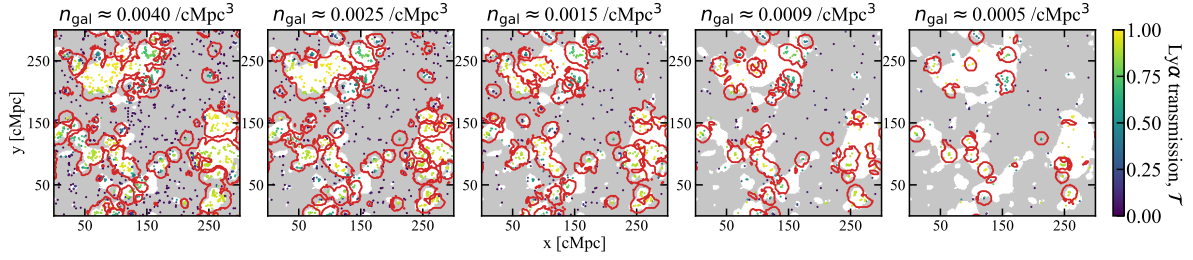 n_gal ≈ 0.0040 /cMpc³ n_gal ≈ 0.0025 /cMpc³ n_gal ≈ 0.0015 /cMpc³ n_gal ≈ 0.0009 /cMpc³ n_gal ≈ 0.0005 /cMpc³
y [cMpc]
250
150
50
50 150 250 50 150 250 50 150 250 50 150 250 50 150 250
x [cMpc]
1.00
0.75
0.50
0.25
0.00
Lyα transmission, 𝒯